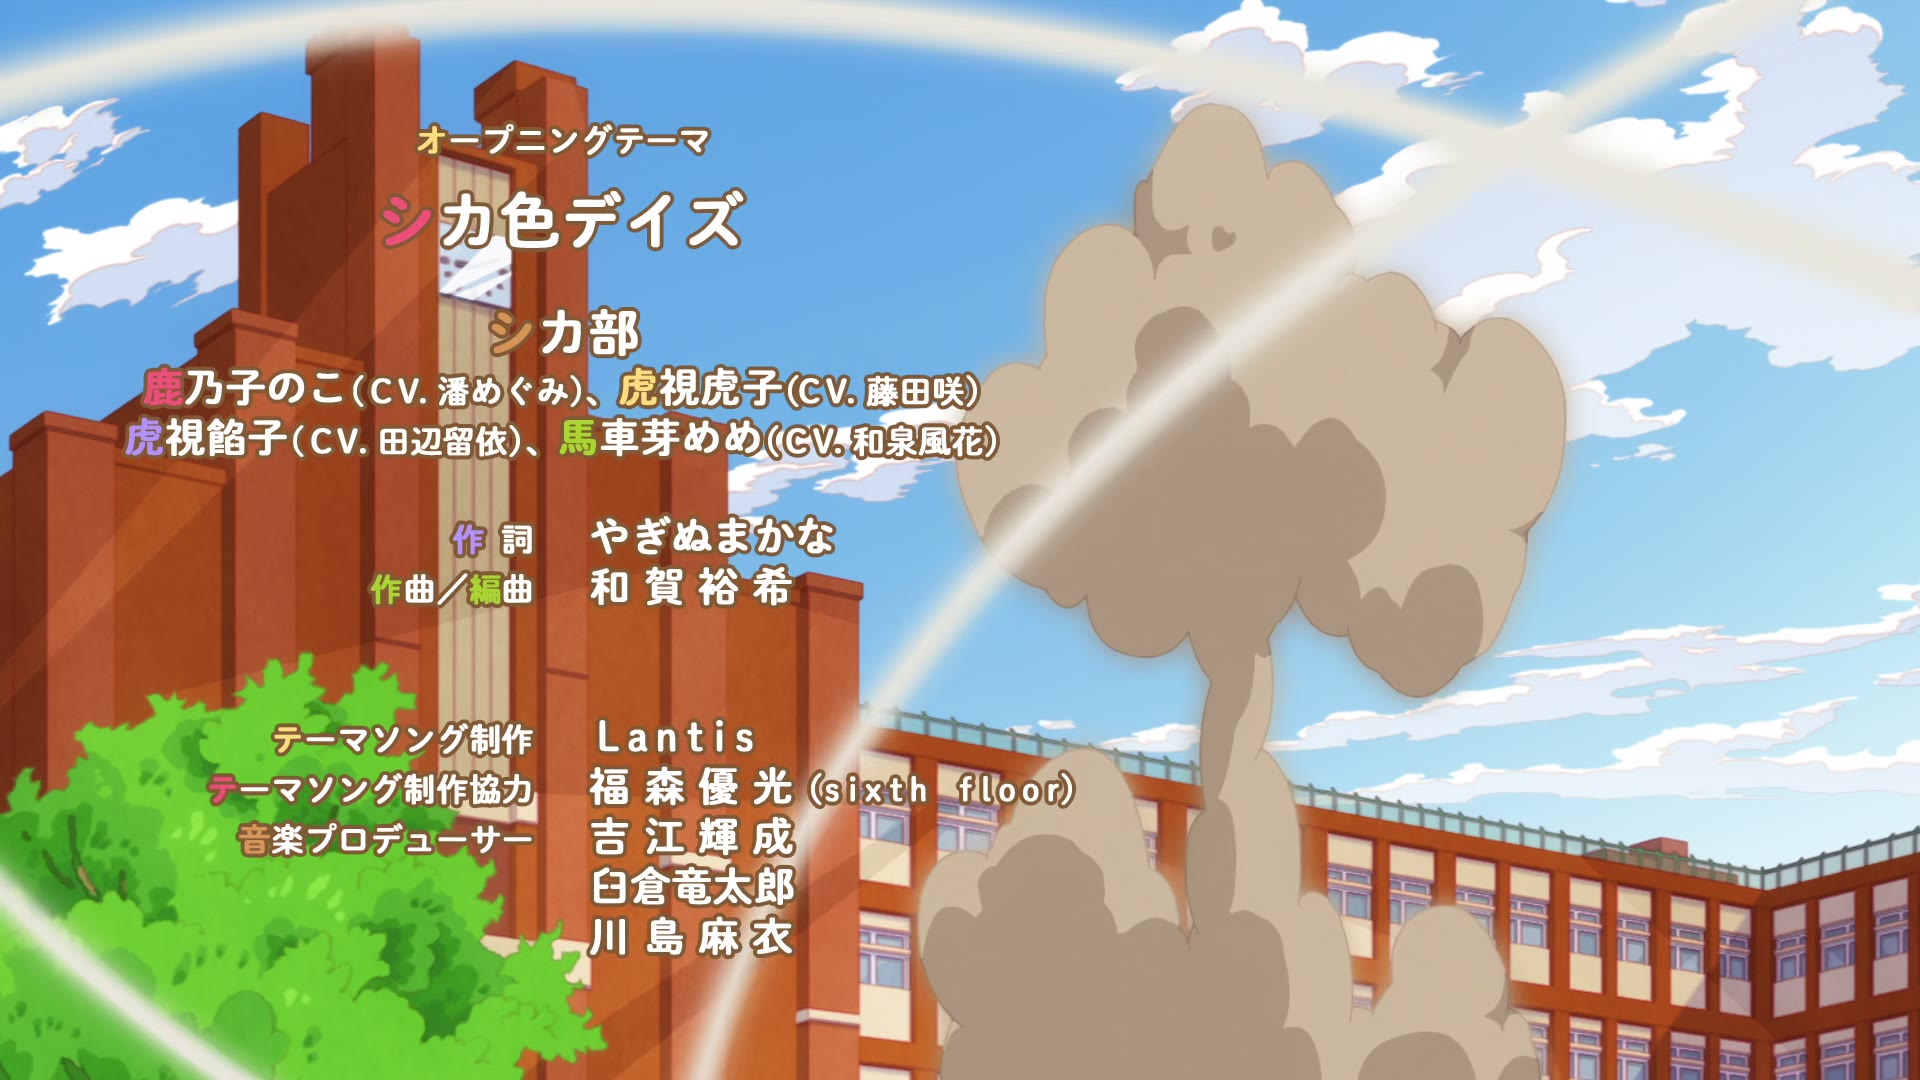 オープニングテーマ
シカ色デイズ
シカ部
鹿乃子のこ(CV. 潘めぐみ)、虎視虎子(CV. 藤田咲)
虎視餡子(CV. 田辺留依)、馬車芽めめ(CV. 和泉風花)
作 詞 やぎぬまかな
作曲／編曲 和 賀 裕 希
テーマソング制作 Lantis
テーマソング制作協力 福 森 優 光(sixth floor)
音楽プロデューサー 吉 江 輝 成
臼倉竜太郎
川 島 麻 衣